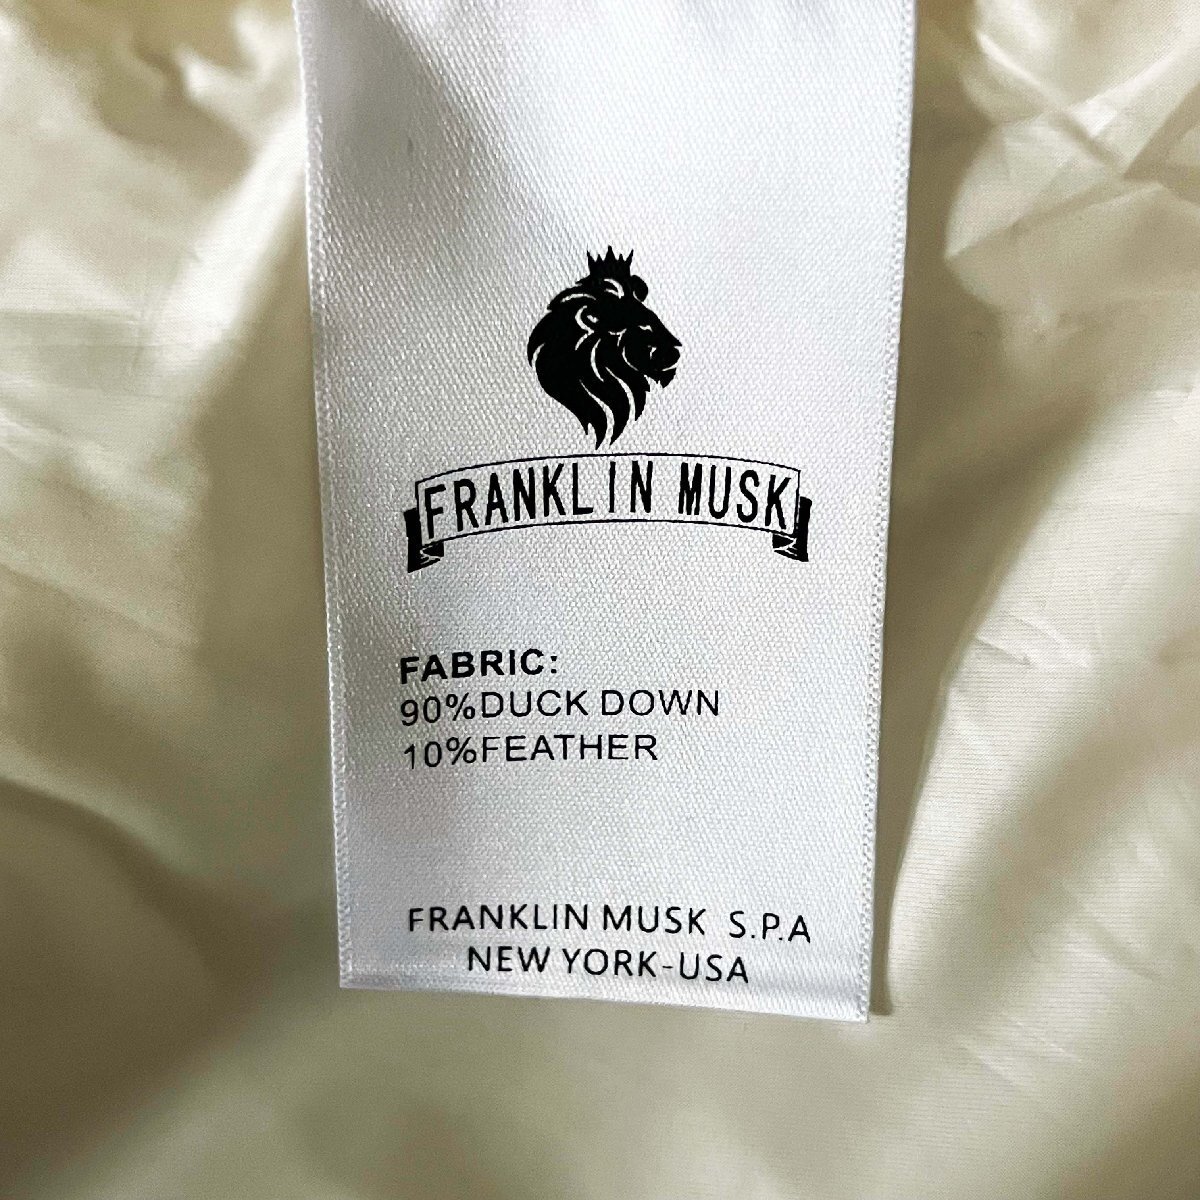 FRANKLIN MUSK
FABRIC:
90%DUCK DOWN
10%FEATHER
FRANKLIN MUSK S.P.A
NEW YORK-USA